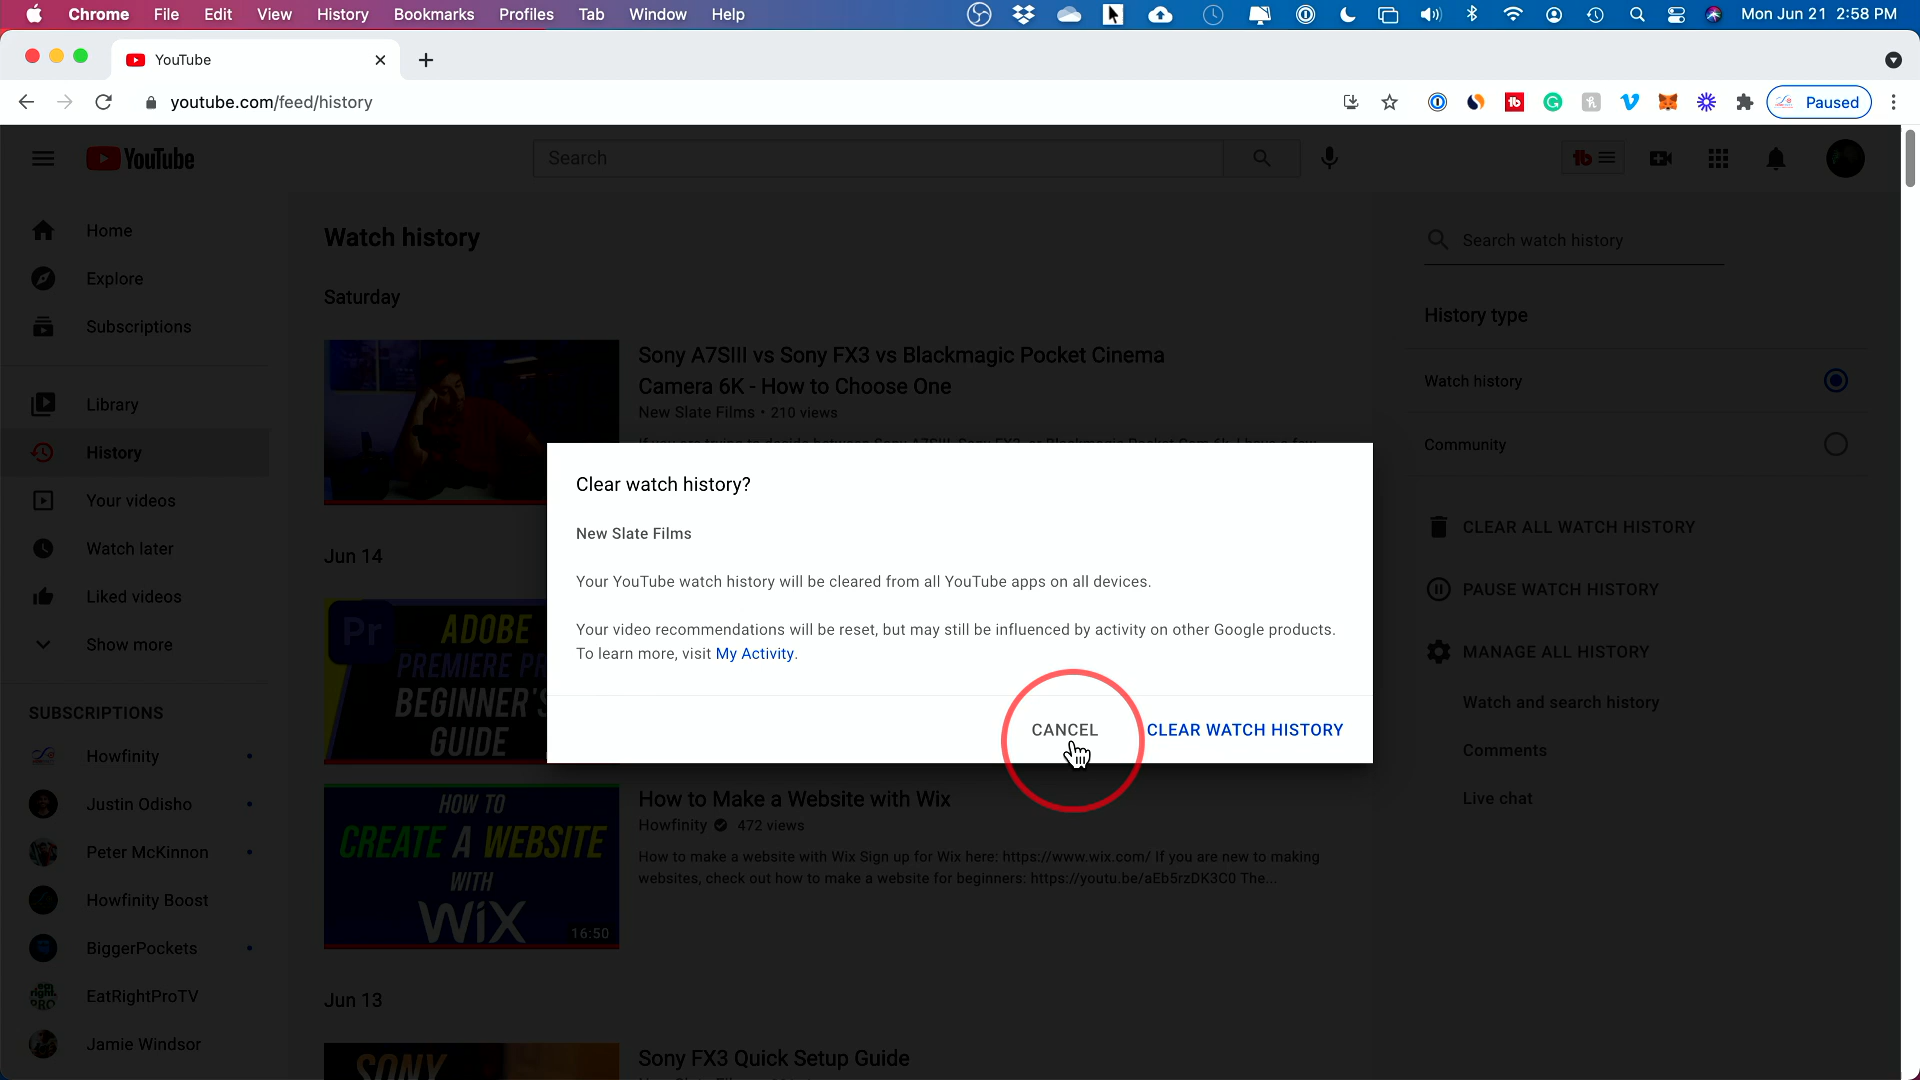 Chrome File Edit View History Bookmarks Profiles Tab Window Help Mon Jun 21 2:58 PM
YouTube
youtube.com/feed/history
Paused
YouTube
Search
Home
Explore
Subscriptions
Library
History
Your videos
Watch later
Liked videos
Show more
SUBSCRIPTIONS
Howfinity
Justin Odisho
Peter McKinnon
Howfinity Boost
BiggerPockets
EatRightProTV
Jamie Windsor
Watch history
Saturday
Sony A7SIII vs Sony FX3 vs Blackmagic Pocket Cinema
Camera 6K - How to Choose One
New Slate Films • 210 views
Clear watch history?
New Slate Films
Your YouTube watch history will be cleared from all YouTube apps on all devices.
Your video recommendations will be reset, but may still be influenced by activity on other Google products.
To learn more, visit My Activity.
CANCEL CLEAR WATCH HISTORY
Jun 14
Pr
ADOBE
PREMIERE PR
BEGINNER'S
GUIDE
HOW TO
CREATE A WEBSITE
WITH
WiX
16:50
How to Make a Website with Wix
Howfinity 472 views
How to make a website with Wix Sign up for Wix here: https://www.wix.com/ If you are new to making
websites, check out how to make a website for beginners: https://youtu.be/aEb5rzDK3C0 The...
Jun 13
SONY
Sony FX3 Quick Setup Guide
Search watch history
History type
Watch history
Community
CLEAR ALL WATCH HISTORY
PAUSE WATCH HISTORY
MANAGE ALL HISTORY
Watch and search history
Comments
Live chat